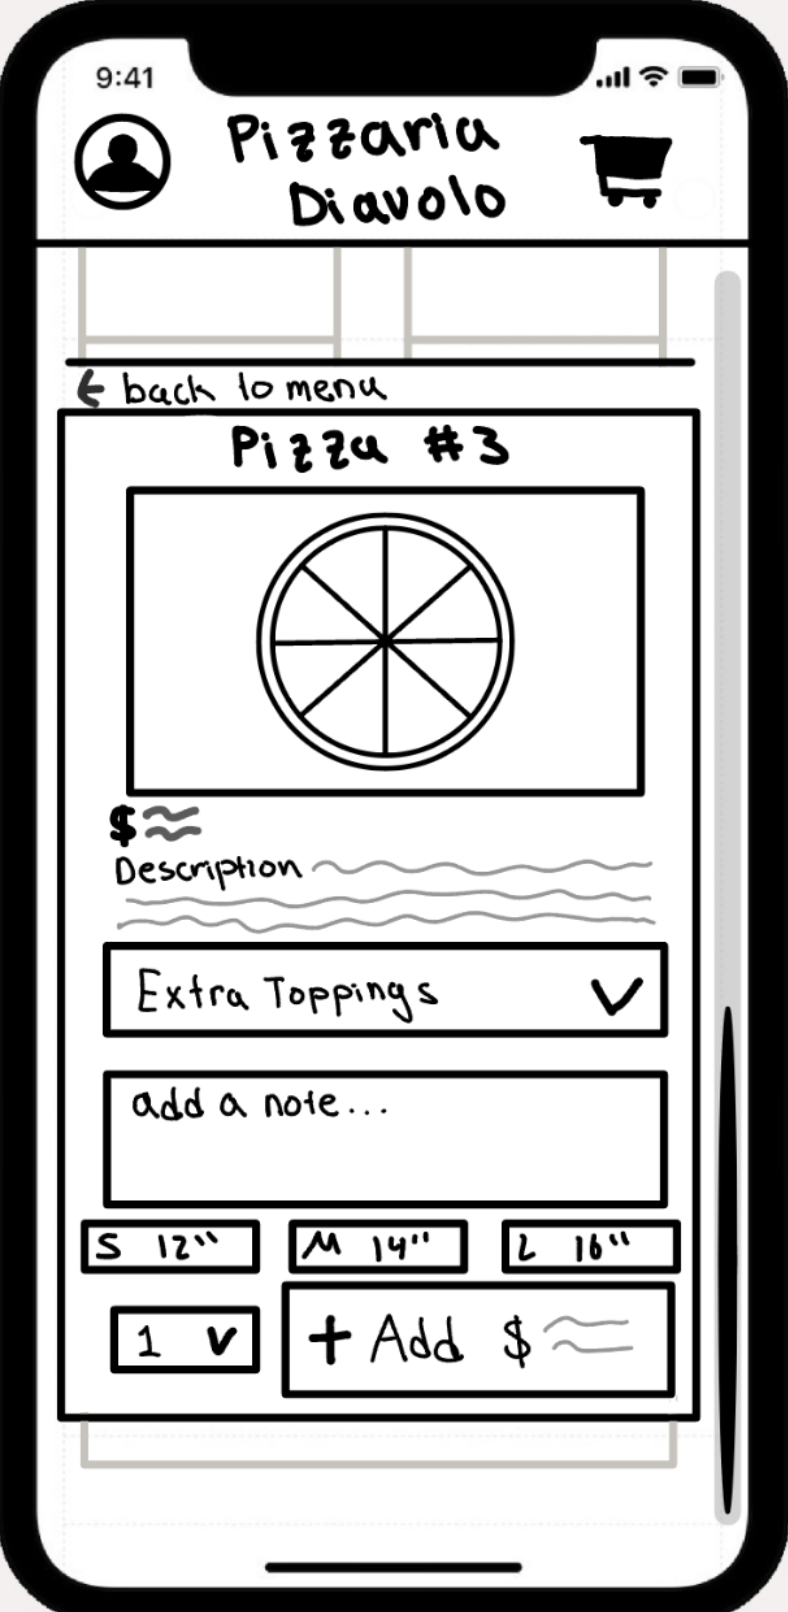 9:41
Pizzaria
Diavolo
back to menu
Pizza #3
$
Description
Extra Toppings
add a note...
S 12" M 14" L 16"
1 + Add $